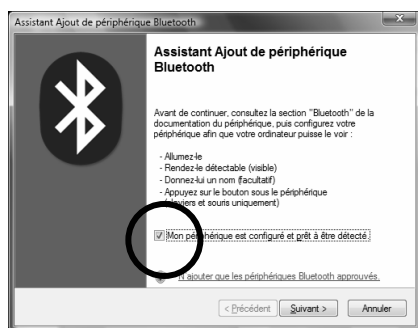 Assistant Ajout de périphérique Bluetooth
Assistant Ajout de périphérique
Bluetooth
Avant de continuer, consultez la section "Bluetooth" de la
documentation du périphérique, puis configurez votre
périphérique afin que votre ordinateur puisse le voir :
- Allumez-le
- Rendez-le détectable (visible)
- Donnez-lui un nom (facultatif)
- Appuyez sur le bouton sous le périphérique
et souris uniquement)
Mon périphérique est configuré et prêt à être détecté.
N'ajouter que les périphériques Bluetooth approuvés.
< Précédent
Suivant >
Annuler